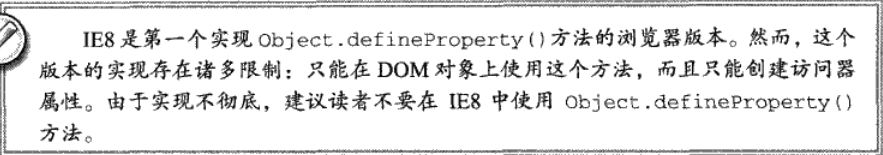 IE8 是第一个实现 Object.defineProperty()方法的浏览器版本。然而，这个
版本的实现存在诸多限制：只能在 DOM 对象上使用这个方法，而且只能创建访问器
属性。由于实现不彻底，建议读者不要在 IE8 中使用 Object.defineProperty()
方法。